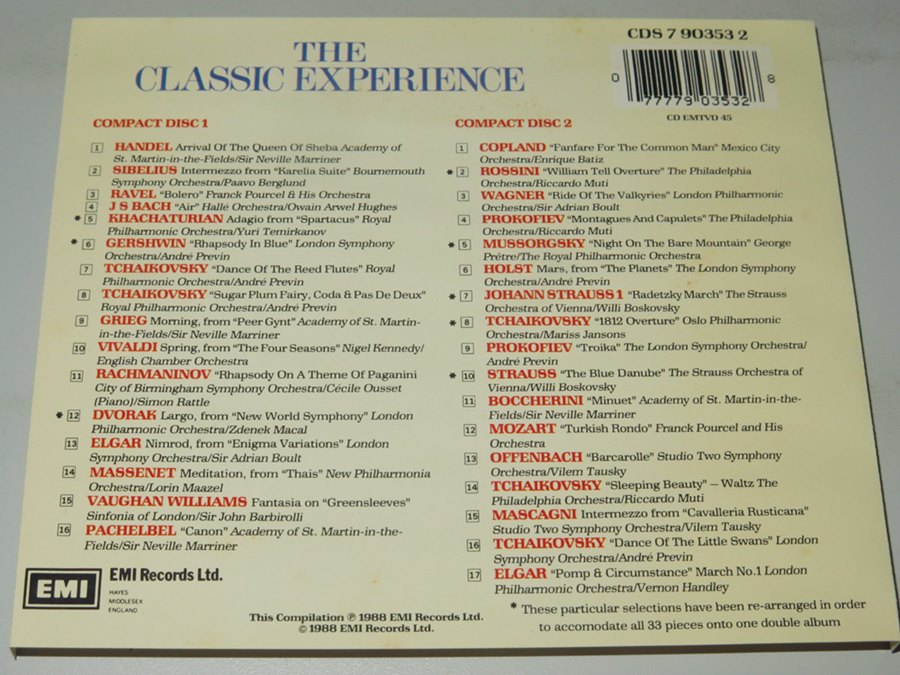 THE
CLASSIC EXPERIENCE
CDS 7 90353 2
0 77779 03532 8
CD EMTVD 45
COMPACT DISC 1
1 HANDEL Arrival Of The Queen Of Sheba Academy of
St. Martin-in-the-Fields/Sir Neville Marriner
2 SIBELIUS Intermezzo from "Karelia Suite" Bournemouth
Symphony Orchestra/Paavo Berglund
3 RAVEL "Bolero" Franck Pourcel & His Orchestra
4 J S BACH "Air" Hallé Orchestra/Owain Arwel Hughes
* 5 KHACHATURIAN Adagio from "Spartacus" Royal
Philharmonic Orchestra/Yuri Temirkanov
* 6 GERSHWIN "Rhapsody In Blue" London Symphony
Orchestra/André Previn
7 TCHAIKOVSKY "Dance Of The Reed Flutes" Royal
Philharmonic Orchestra/André Previn
8 TCHAIKOVSKY "Sugar Plum Fairy, Coda & Pas De Deux"
Royal Philharmonic Orchestra/André Previn
9 GRIEG Morning, from "Peer Gynt" Academy of St. Martin-
in-the-Fields/Sir Neville Marriner
10 VIVALDI Spring, from "The Four Seasons" Nigel Kennedy/
English Chamber Orchestra
11 RACHMANINOV "Rhapsody On A Theme Of Paganini
City of Birmingham Symphony Orchestra/Cécile Ousset
(Piano)/Simon Rattle
* 12 DVORAK Largo, from "New World Symphony" London
Philharmonic Orchestra/Zdenek Macal
13 ELGAR Nimrod, from "Enigma Variations" London
Symphony Orchestra/Sir Adrian Boult
14 MASSENET Meditation, from "Thais" New Philharmonia
Orchestra/Lorin Maazel
15 VAUGHAN WILLIAMS Fantasia on "Greensleeves"
Sinfonia of London/Sir John Barbirolli
16 PACHELBEL "Canon" Academy of St. Martin-in-the-
Fields/Sir Neville Marriner
COMPACT DISC 2
1 COPLAND "Fanfare For The Common Man" Mexico City
Orchestra/Enrique Batiz
* 2 ROSSINI "William Tell Overture" The Philadelphia
Orchestra/Riccardo Muti
3 WAGNER "Ride Of The Valkyries" London Philharmonic
Orchestra/Sir Adrian Boult
4 PROKOFIEV "Montagues And Capulets" The Philadelphia
Orchestra/Riccardo Muti
* 5 MUSSORGSKY "Night On The Bare Mountain" George
Prêtre/The Royal Philharmonic Orchestra
6 HOLST Mars, from "The Planets" The London Symphony
Orchestra/André Previn
* 7 JOHANN STRAUSS 1 "Radetzky March" The Strauss
Orchestra of Vienna/Willi Boskovsky
* 8 TCHAIKOVSKY "1812 Overture" Oslo Philharmonic
Orchestra/Mariss Jansons
9 PROKOFIEV "Troika" The London Symphony Orchestra/
André Previn
* 10 STRAUSS "The Blue Danube" The Strauss Orchestra of
Vienna/Willi Boskovsky
11 BOCCHERINI "Minuet" Academy of St. Martin-in-the-
Fields/Sir Neville Marriner
12 MOZART "Turkish Rondo" Franck Pourcel and His
Orchestra
13 OFFENBACH "Barcarolle" Studio Two Symphony
Orchestra/Vilem Tausky
14 TCHAIKOVSKY "Sleeping Beauty" – Waltz The
Philadelphia Orchestra/Riccardo Muti
15 MASCAGNI Intermezzo from "Cavalleria Rusticana"
Studio Two Symphony Orchestra/Vilem Tausky
16 TCHAIKOVSKY "Dance Of The Little Swans" London
Symphony Orchestra/André Previn
17 ELGAR "Pomp & Circumstance" March No.1 London
Philharmonic Orchestra/Vernon Handley
* These particular selections have been re-arranged in order
to accomodate all 33 pieces onto one double album
EMI
EMI Records Ltd.
HAYES
MIDDLESEX
ENGLAND
This Compilation ℗ 1988 EMI Records Ltd.
© 1988 EMI Records Ltd.